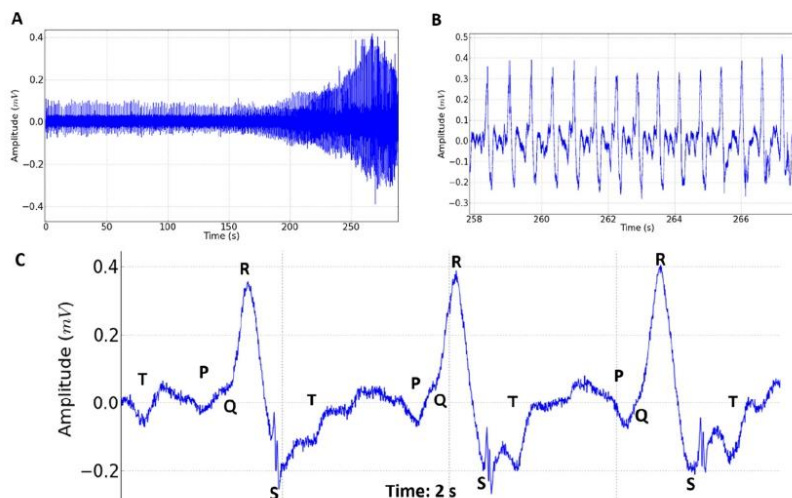 A
Amplitude (mV)
0.4
0.2
0.0
−0.2
−0.4
0 50 100 150 200 250
Time (s)
B
Amplitude (mV)
0.5
0.4
0.3
0.2
0.1
0.0
−0.1
−0.2
−0.3
258 260 262 264 266
Time (s)
C
Amplitude (mV)
0.4
0.2
0.0
−0.2
R R R
T P P P
Q T Q T Q T
S S S
Time: 2 s